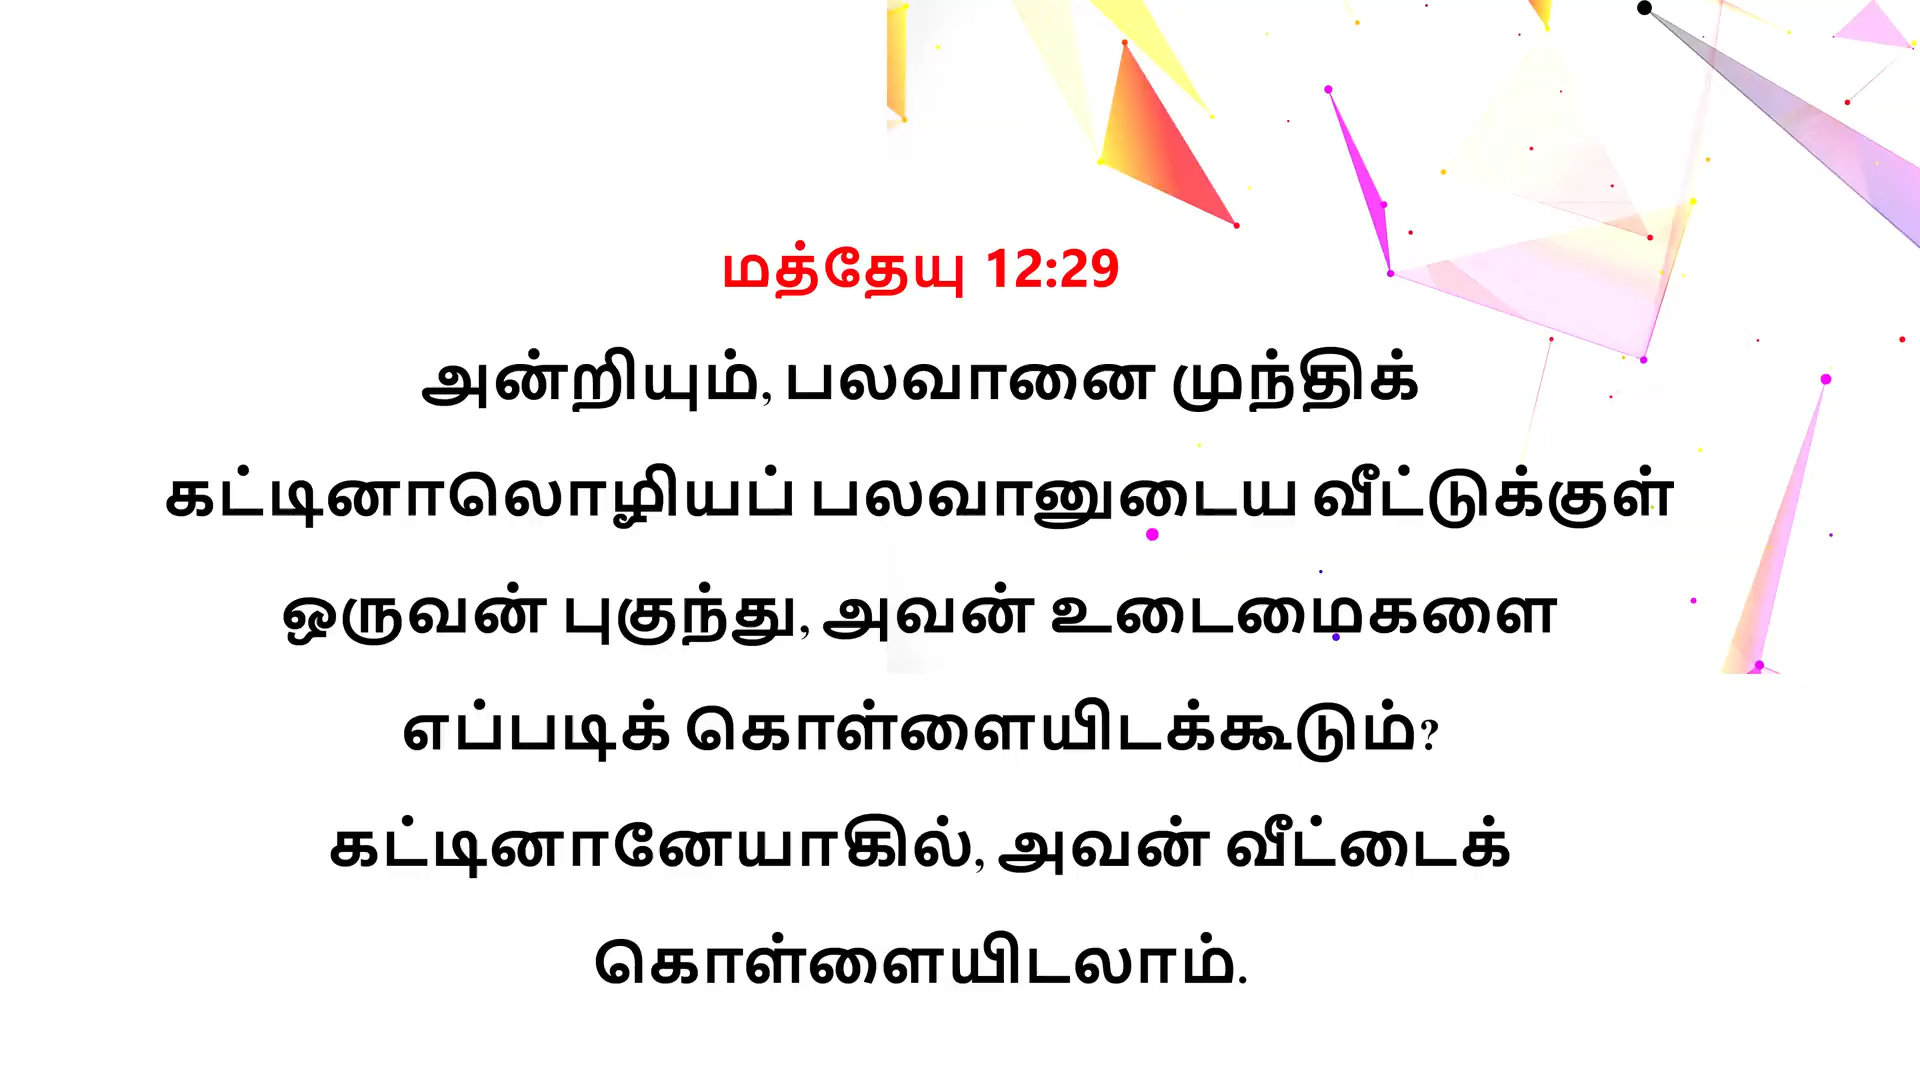 மத்தேயு 12:29
அன்றியும், பலவானை முந்திக்
கட்டினாலொழியப் பலவானுடைய வீட்டுக்குள்
ஒருவன் புகுந்து, அவன் உடைமைகளை
எப்படிக் கொள்ளையிடக்கூடும்?
கட்டினானேயாகில், அவன் வீட்டைக்
கொள்ளையிடலாம்.